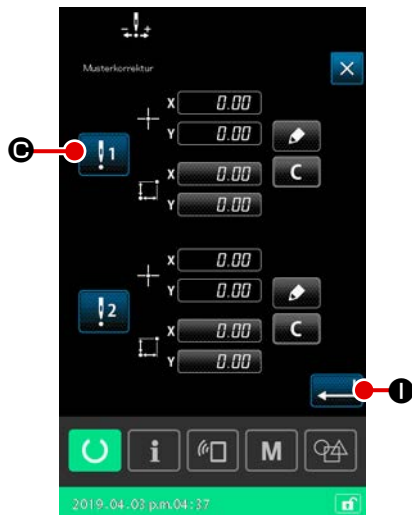 Musterkorrektur
X 0.00
Y 0.00
C 1
X 0.00 C
Y 0.00
X 0.00
Y 0.00
2
X 0.00 C
Y 0.00
I
i M
2019.04.03 p.m.04:37